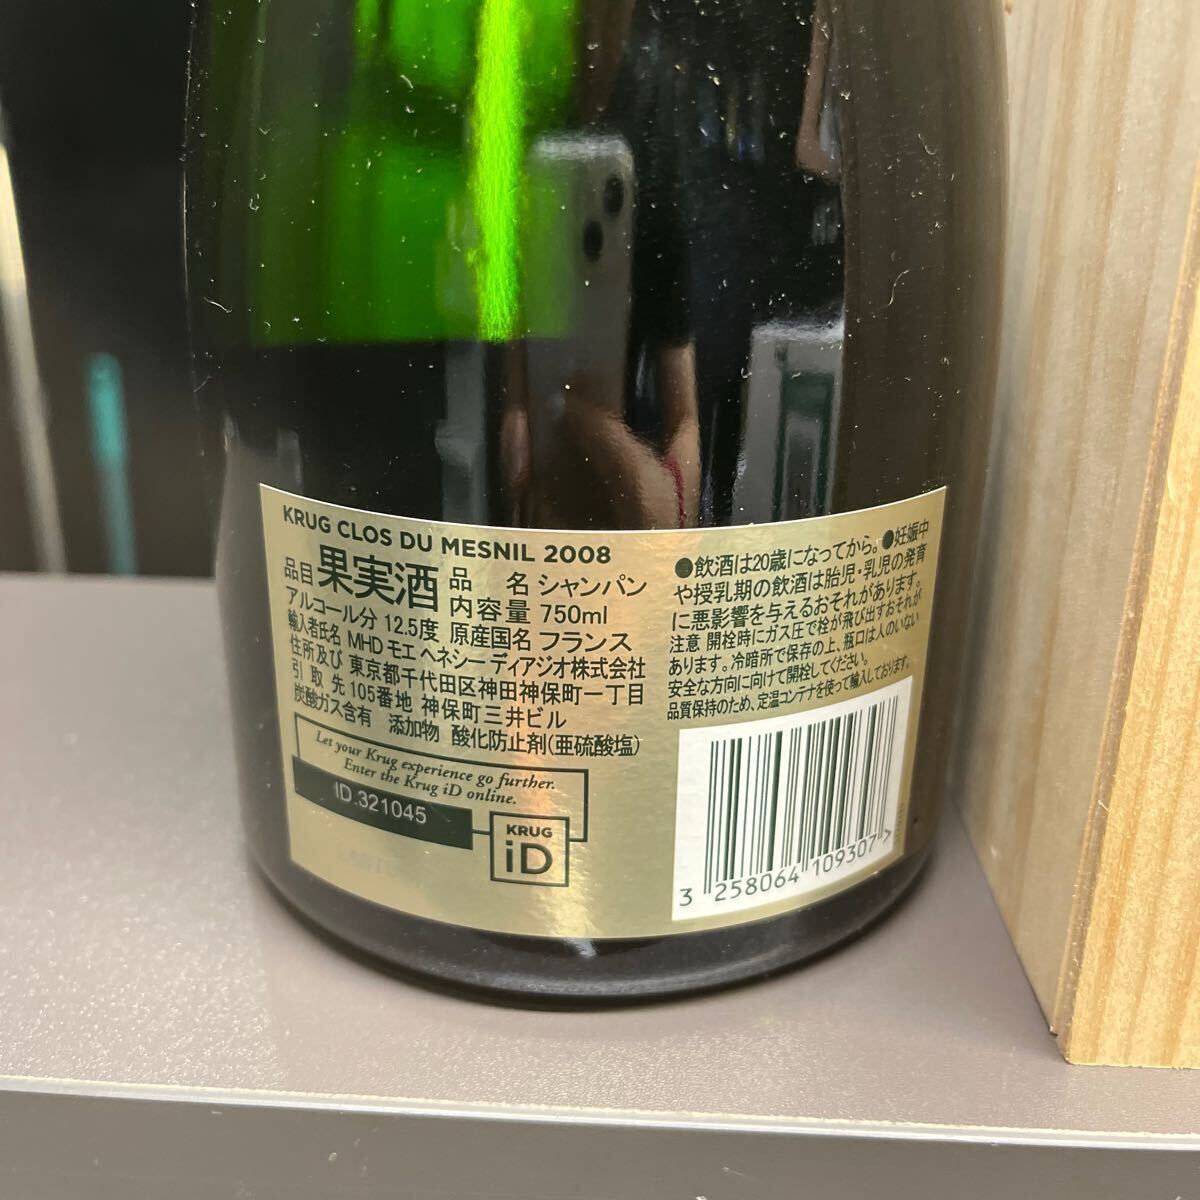 KRUG CLOS DU MESNIL 2008
品目 果実酒 品 名 シャンパン
内容量 750ml
アルコール分 12.5度 原産国名 フランス
輸入者氏名 MHD モエ ヘネシー ディアジオ株式会社
住所及び 東京都千代田区神田神保町一丁目
引 取 先 105番地 神保町三井ビル
炭酸ガス含有 添加物 酸化防止剤(亜硫酸塩)
Let your Krug experience go further.
Enter the Krug iD online.
ID.321045
KRUG
iD
●飲酒は20歳になってから。●妊娠中
や授乳期の飲酒は胎児・乳児の発育
に悪影響を与えるおそれがあります。
注意 開栓時にガス圧で栓が飛び出すおそれが
あります。冷暗所で保存の上、瓶口は人のいない
安全な方向に向けて開栓してください。
品質保持のため、定温コンテナを使って輸入しております。
3 258064 109307 >